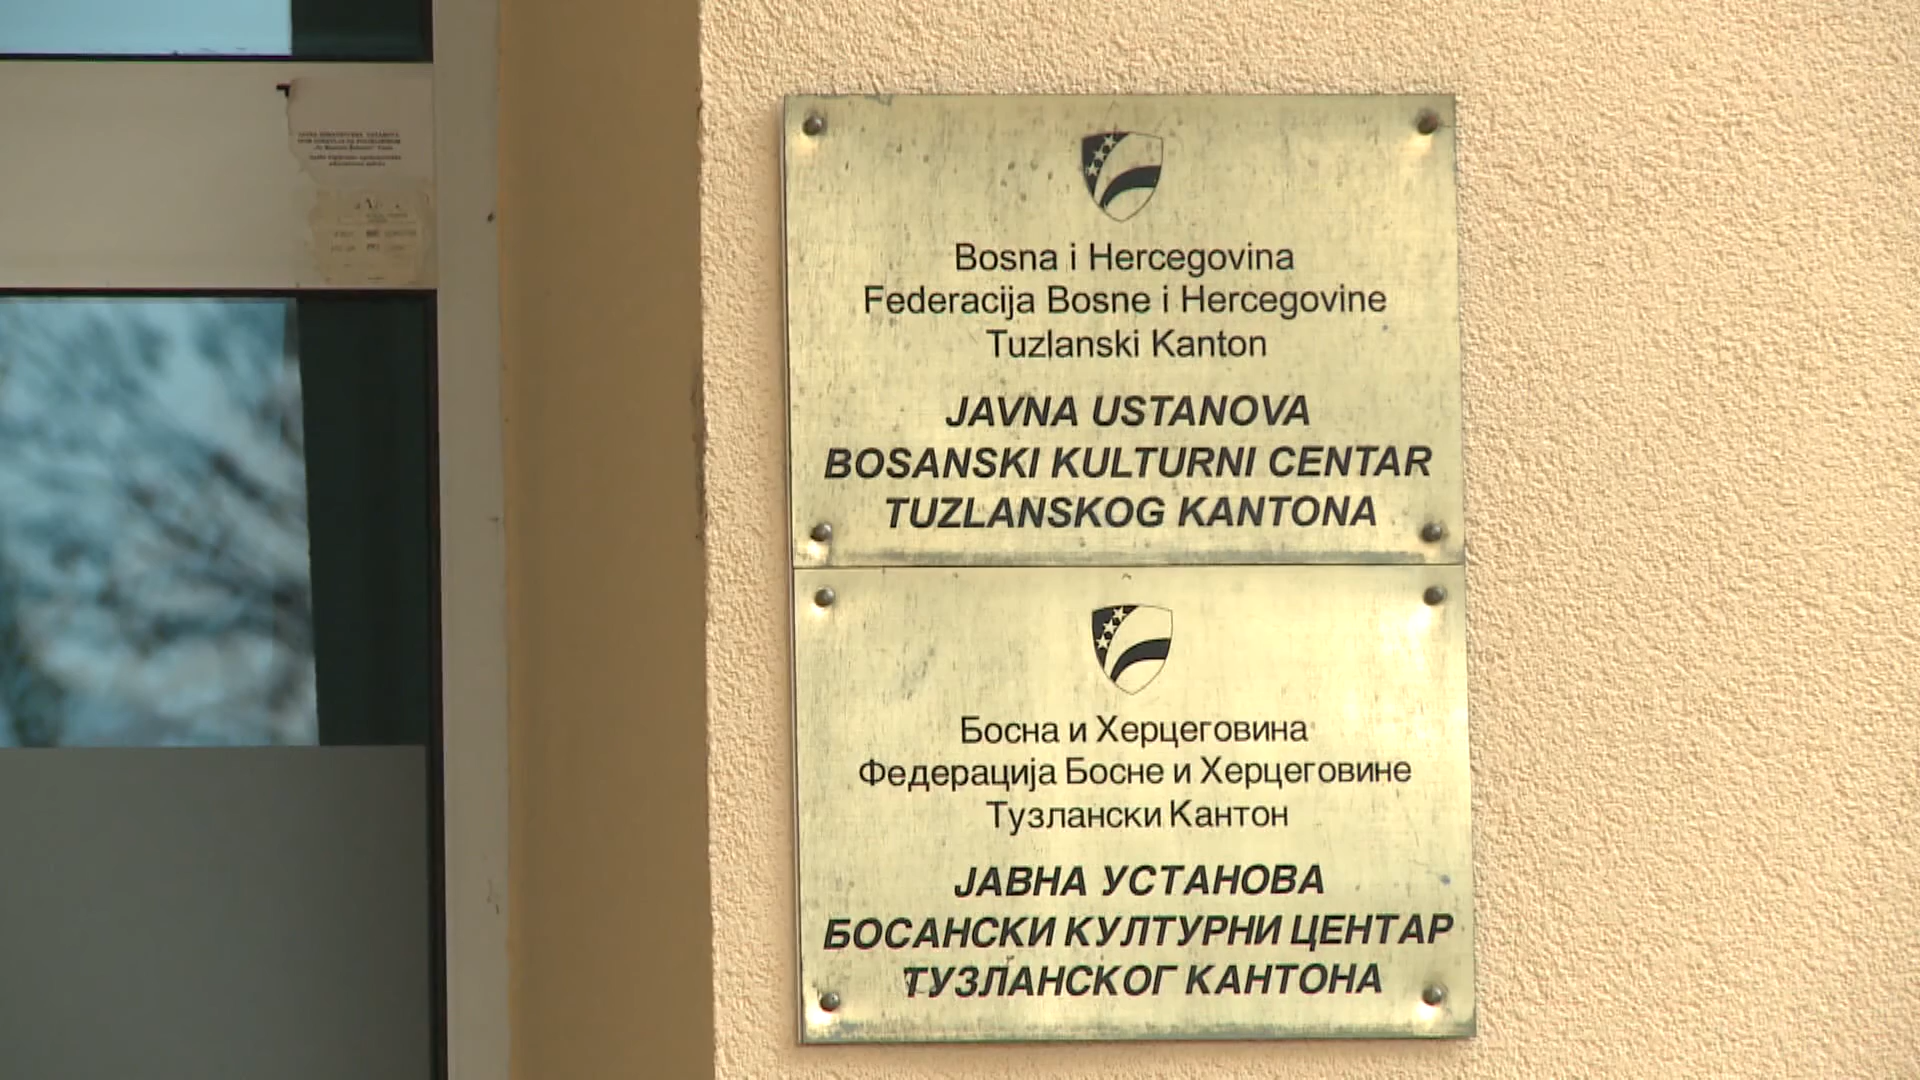 Bosna i Hercegovina
Federacija Bosne i Hercegovine
Tuzlanski Kanton
JAVNA USTANOVA
BOSANSKI KULTURNI CENTAR
TUZLANSKOG KANTONA
Босна и Херцеговина
Федерација Босне и Херцеговине
Тузлански Кантон
ЈАВНА УСТАНОВА
БОСАНСКИ КУЛТУРНИ ЦЕНТАР
ТУЗЛАНСКОГ КАНТОНА